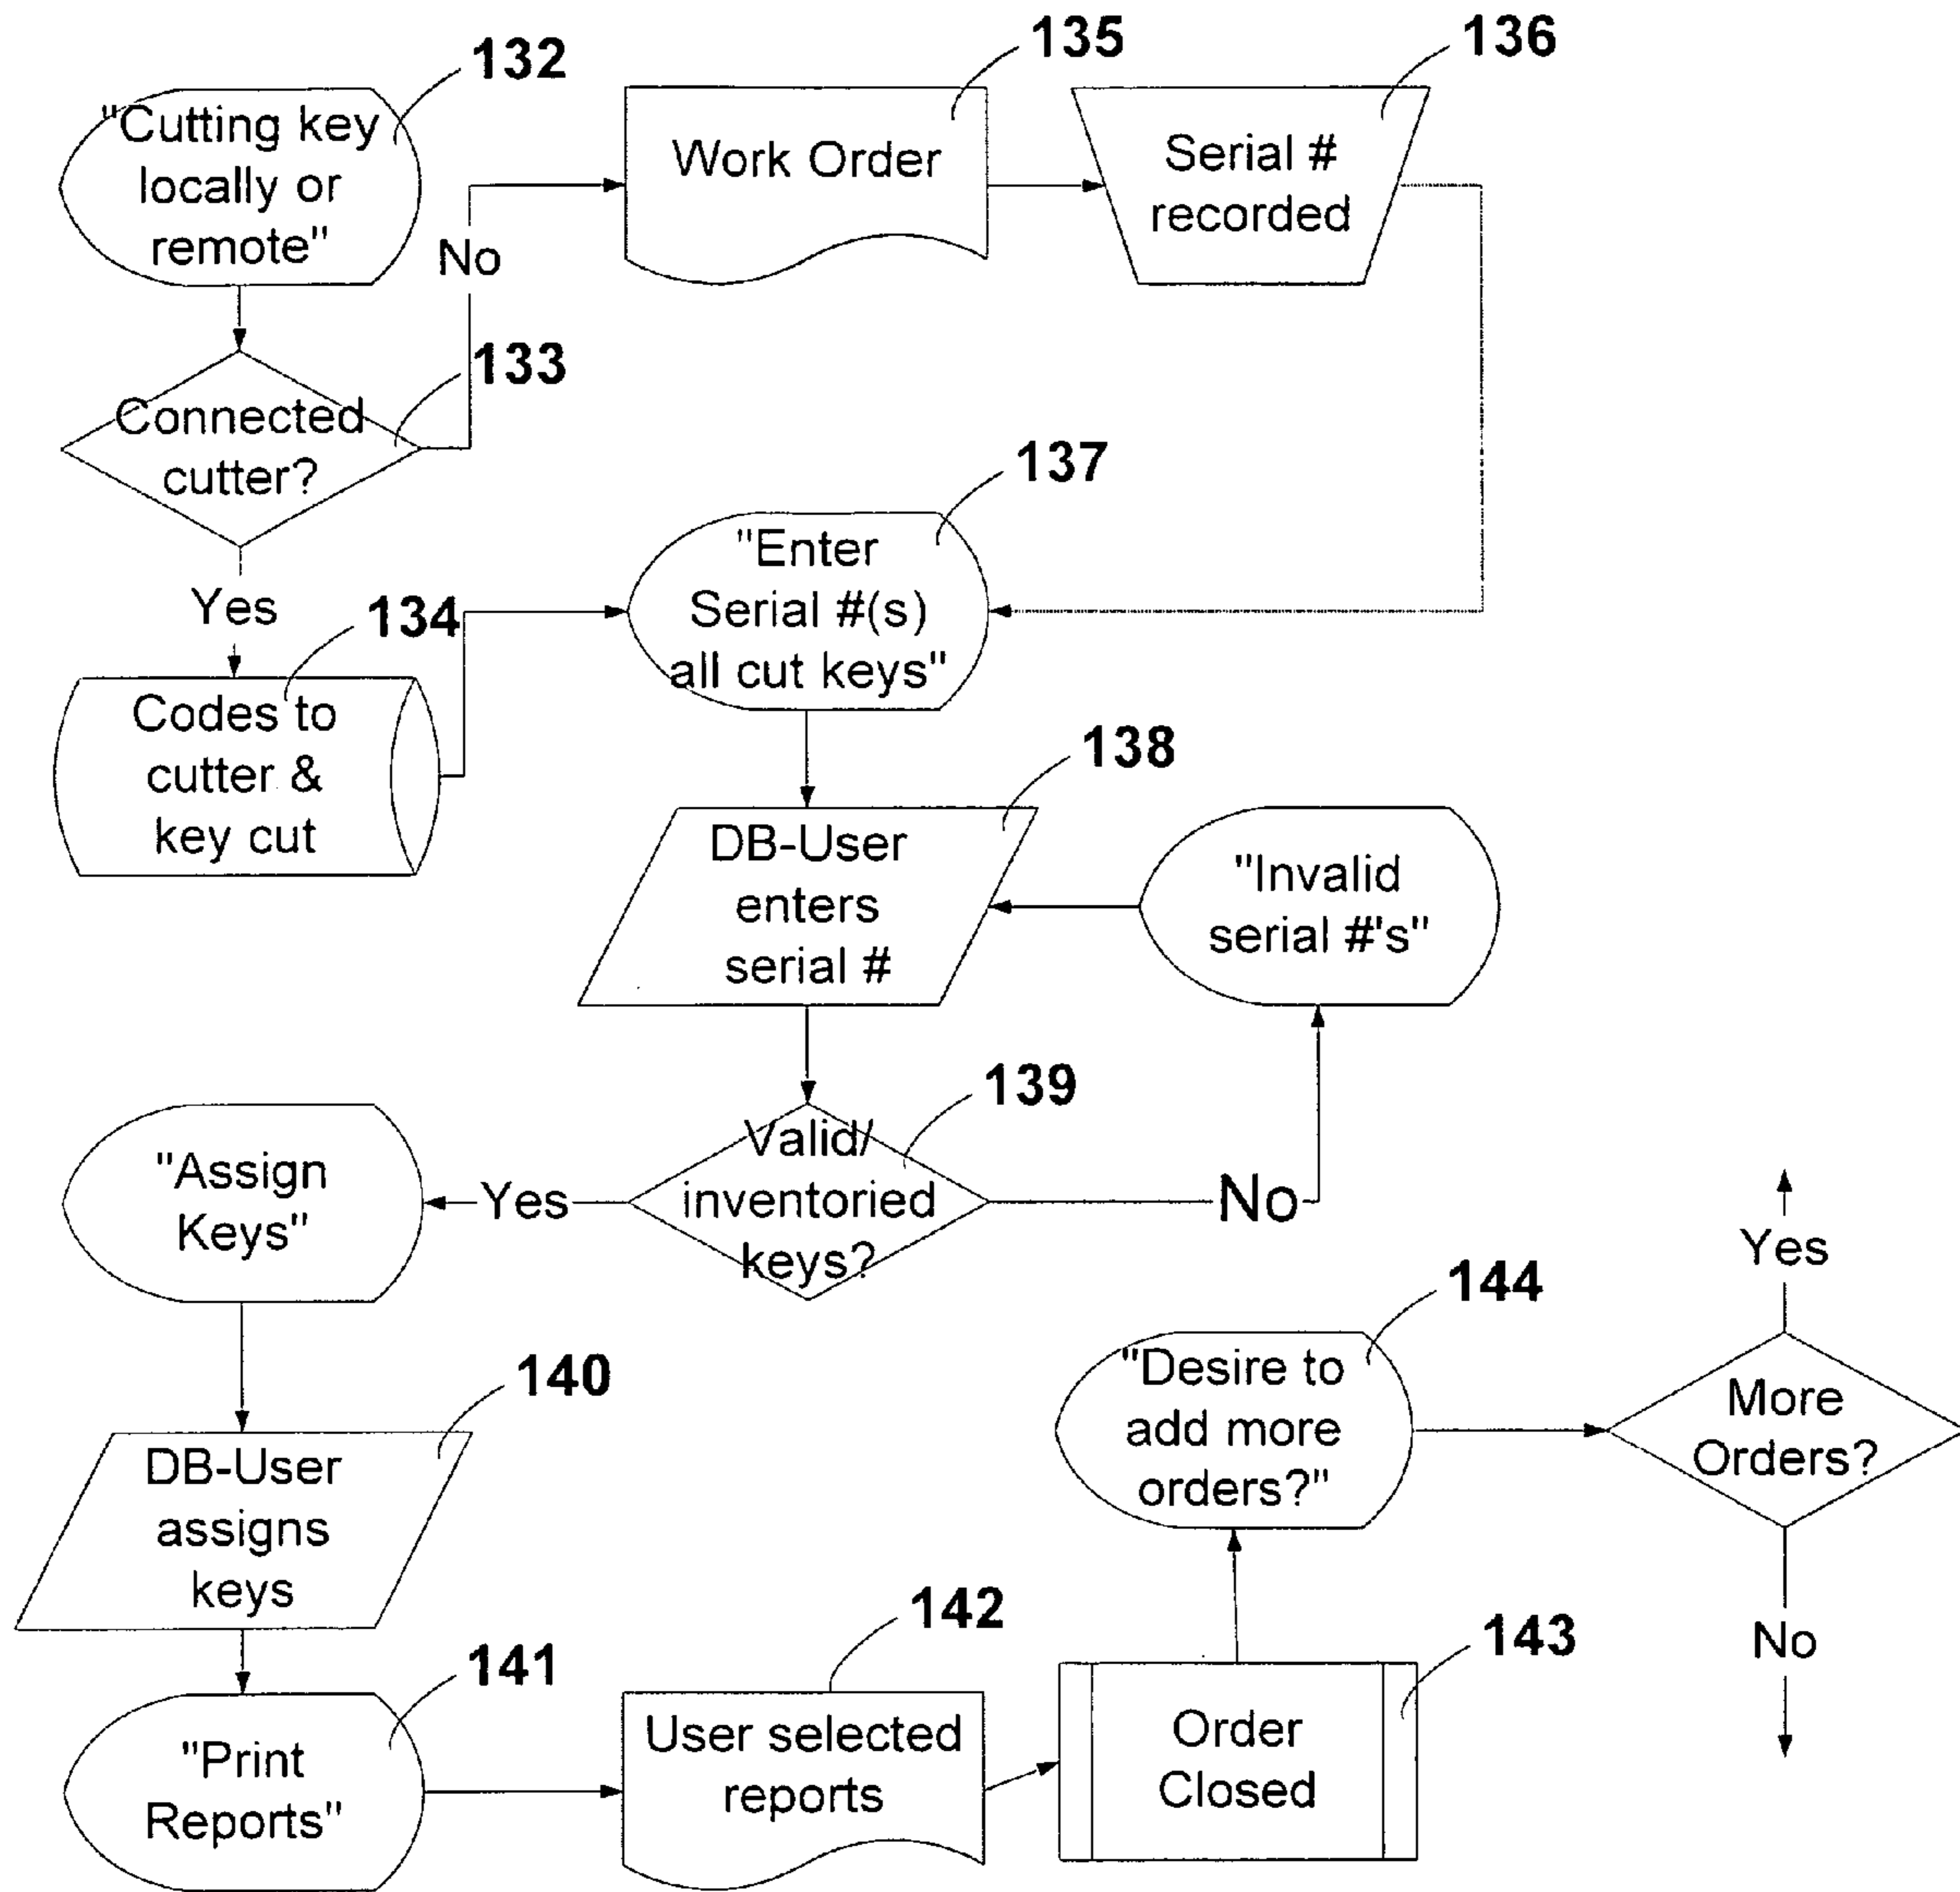 132
"Cutting key
locally or
remote"
135
Work Order
136
Serial #
recorded
No
133
Connected
cutter?
Yes
134
Codes to
cutter &
key cut
137
"Enter
Serial #(s)
all cut keys"
138
DB-User
enters
serial #
"Invalid
serial #'s"
139
Valid/
inventoried
keys?
No
Yes
"Assign
Keys"
140
DB-User
assigns
keys
141
"Print
Reports"
142
User selected
reports
143
Order
Closed
144
"Desire to
add more
orders?"
More
Orders?
Yes
No